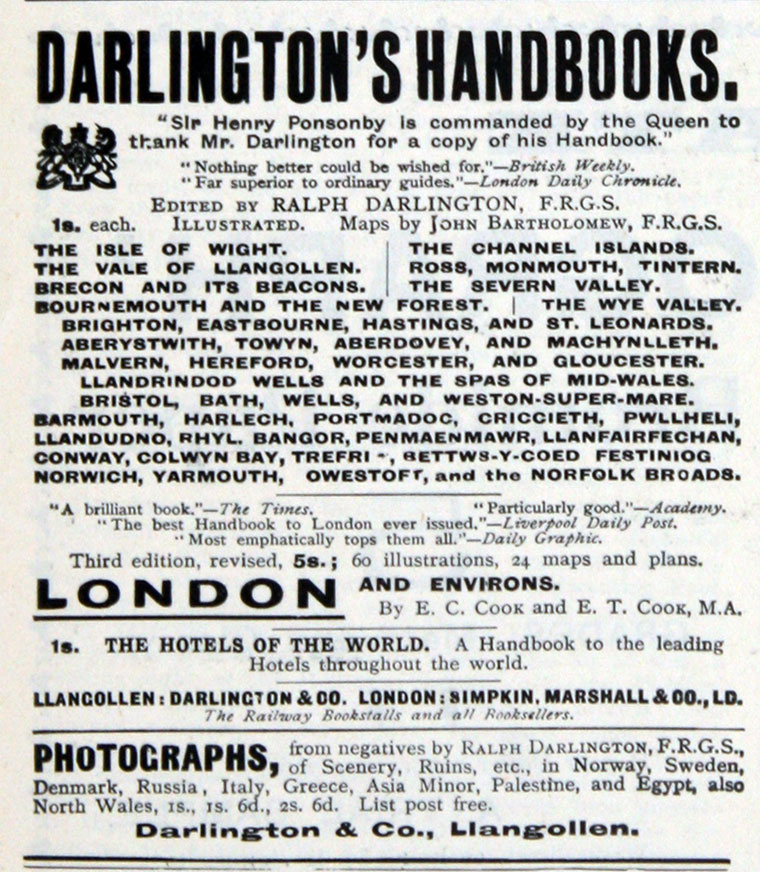 DARLINGTON'S HANDBOOKS.
"Sir Henry Ponsonby is commanded by the Queen to
thank Mr. Darlington for a copy of his Handbook."
"Nothing better could be wished for."—British Weekly.
"Far superior to ordinary guides."—London Daily Chronicle.
EDITED BY RALPH DARLINGTON, F.R.G.S.
1s. each. ILLUSTRATED. Maps by JOHN BARTHOLOMEW, F.R.G.S.
THE ISLE OF WIGHT. | THE CHANNEL ISLANDS.
THE VALE OF LLANGOLLEN. | ROSS, MONMOUTH, TINTERN.
BRECON AND ITS BEACONS. | THE SEVERN VALLEY.
BOURNEMOUTH AND THE NEW FOREST. | THE WYE VALLEY.
BRIGHTON, EASTBOURNE, HASTINGS, AND ST. LEONARDS.
ABERYSTWITH, TOWYN, ABERDOVEY, AND MACHYNLLETH.
MALVERN, HEREFORD, WORCESTER, AND GLOUCESTER.
LLANDRINDOD WELLS AND THE SPAS OF MID-WALES.
BRISTOL, BATH, WELLS, AND WESTON-SUPER-MARE.
BARMOUTH, HARLECH, PORTMADOC, CRICCIETH, PWLLHELI,
LLANDUDNO, RHYL. BANGOR, PENMAENMAWR, LLANFAIRFECHAN,
CONWAY, COLWYN BAY, BETTWS-Y-COED FESTINIOG
NORWICH, YARMOUTH, OWESTOFT, and the NORFOLK BROADS.
"A brilliant book."—The Times. "Particularly good."—Academy.
"The best Handbook to London ever issued."—Liverpool Daily Post.
"Most emphatically tops them all."—Daily Graphic.
Third edition, revised, 5s.; 60 illustrations, 24 maps and plans.
LONDON AND ENVIRONS.
By E. C. COOK and E. T. COOK, M.A.
1s. THE HOTELS OF THE WORLD. A Handbook to the leading
Hotels throughout the world.
LLANGOLLEN: DARLINGTON & CO. LONDON: SIMPKIN, MARSHALL & CO., LD.
The Railway Bookstalls and all Booksellers.
PHOTOGRAPHS, from negatives by RALPH DARLINGTON, F.R.G.S.,
of Scenery, Ruins, etc., in Norway, Sweden,
Denmark, Russia, Italy, Greece, Asia Minor, Palestine, and Egypt, also
North Wales, 1s., 1s. 6d., 2s. 6d. List post free.
Darlington & Co., Llangollen.